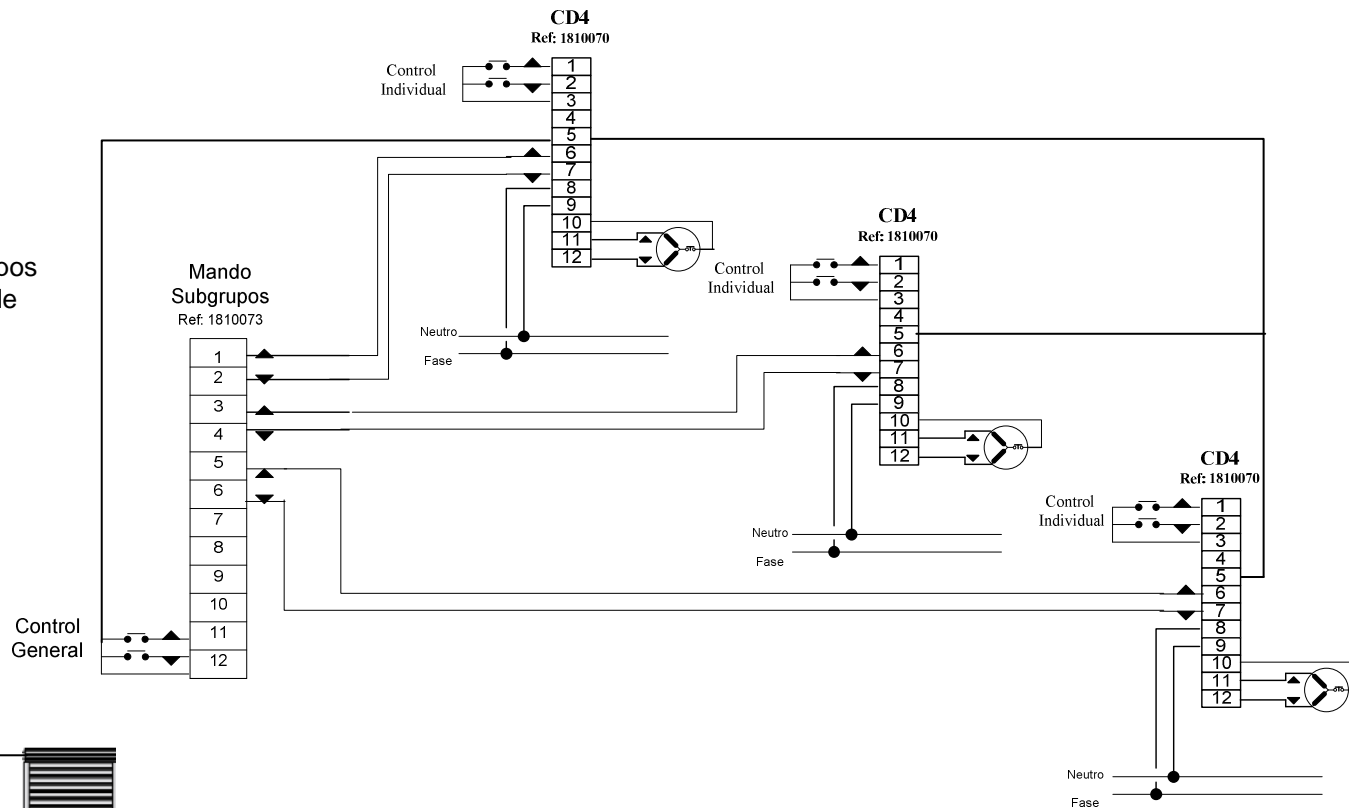 CD4
Ref: 1810070
Control
Individual
1
2
3
4
5
6
7
8
9
10
11
12
Neutro
Fase
CD4
Ref: 1810070
Control
Individual
1
2
3
4
5
6
7
8
9
10
11
12
Neutro
Fase
Mando
Subgrupos
Ref: 1810073
1
2
3
4
5
6
7
8
9
10
11
12
Control
General
CD4
Ref: 1810070
Control
Individual
1
2
3
4
5
6
7
8
9
10
11
12
Neutro
Fase